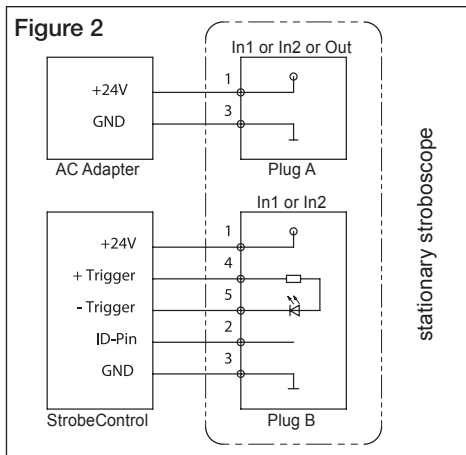 Figure 2
In1 or In2 or Out
+24V 1
GND 3
AC Adapter Plug A
In1 or In2
+24V 1
+ Trigger 4
- Trigger 5
ID-Pin 2
GND 3
StrobeControl Plug B
stationary stroboscope